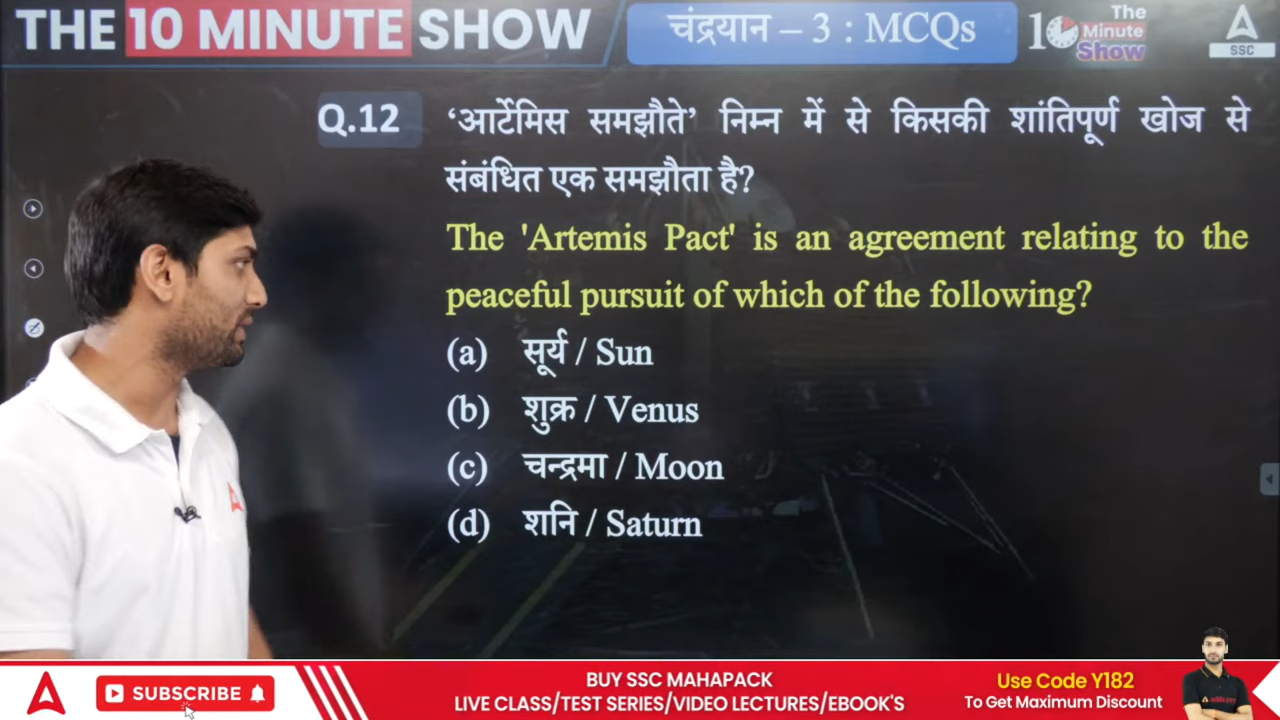 THE 10 MINUTE SHOW
चंद्रयान – 3 : MCQs
10 The Minute Show
SSC
Q.12 ‘आर्टेमिस समझौते’ निम्न में से किसकी शांतिपूर्ण खोज से
संबंधित एक समझौता है?
The 'Artemis Pact' is an agreement relating to the
peaceful pursuit of which of the following?
(a) सूर्य / Sun
(b) शुक्र / Venus
(c) चन्द्रमा / Moon
(d) शनि / Saturn
SUBSCRIBE
BUY SSC MAHAPACK
LIVE CLASS/TEST SERIES/VIDEO LECTURES/EBOOK'S
Use Code Y182
To Get Maximum Discount